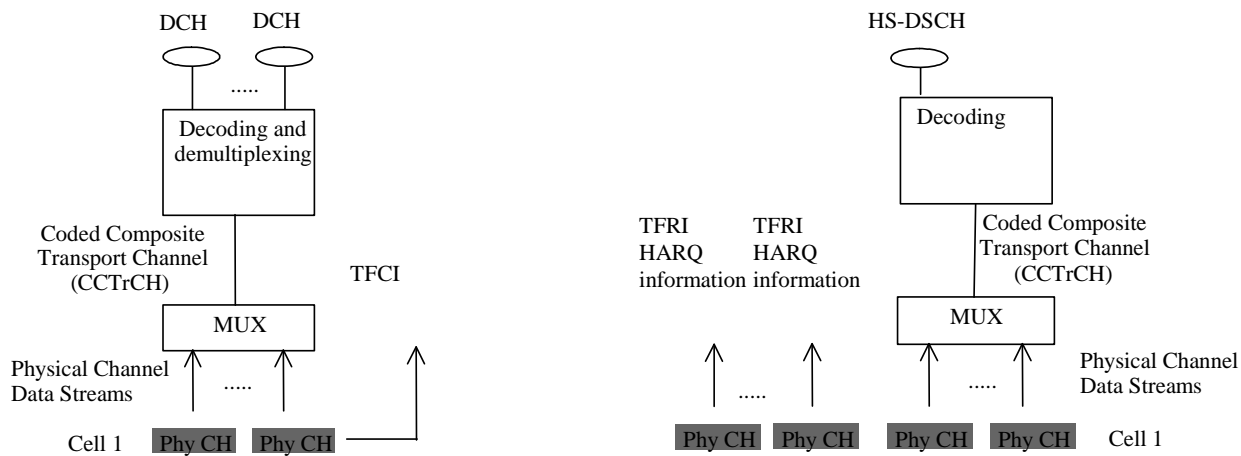 DCH DCH
.....
Decoding and
demultiplexing
Coded Composite
Transport Channel
(CCTrCH)
TFCI
MUX
Physical Channel
Data Streams
.....
Cell 1 Phy CH Phy CH
HS-DSCH
Decoding
TFRI
HARQ
information
TFRI
HARQ
information
Coded Composite
Transport Channel
(CCTrCH)
MUX
Physical Channel
Data Streams
.....
.....
Phy CH Phy CH Phy CH Phy CH Cell 1